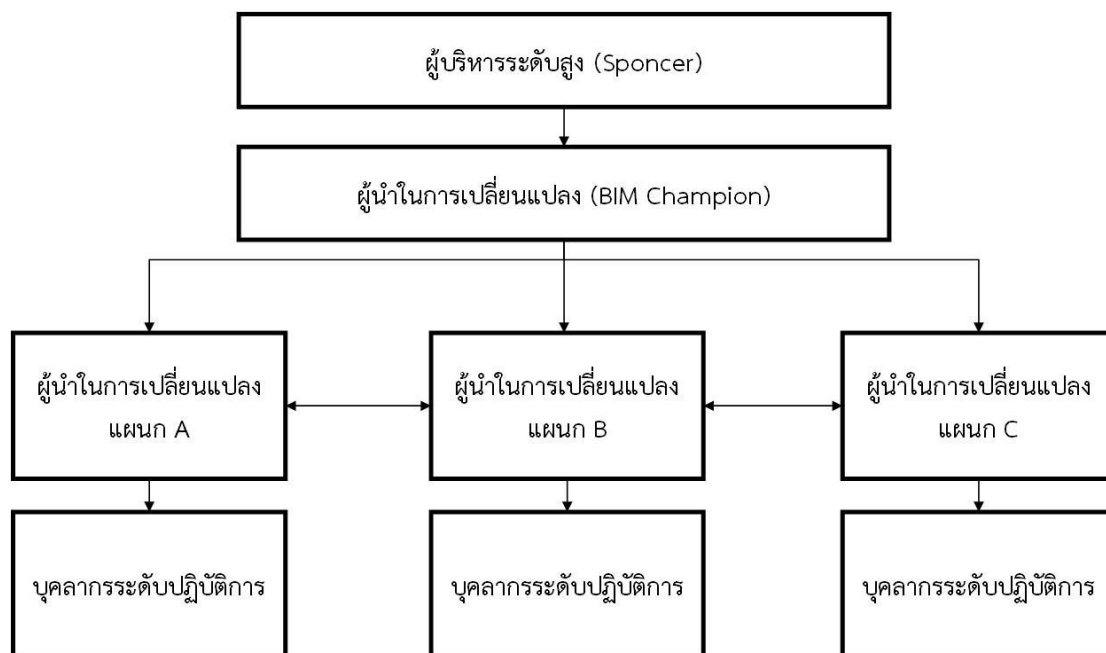 ผู้บริหารระดับสูง (Sponcer)
ผู้นำในการเปลี่ยนแปลง (BIM Champion)
ผู้นำในการเปลี่ยนแปลง
แผนก A
ผู้นำในการเปลี่ยนแปลง
แผนก B
ผู้นำในการเปลี่ยนแปลง
แผนก C
บุคลากรระดับปฏิบัติการ
บุคลากรระดับปฏิบัติการ
บุคลากรระดับปฏิบัติการ